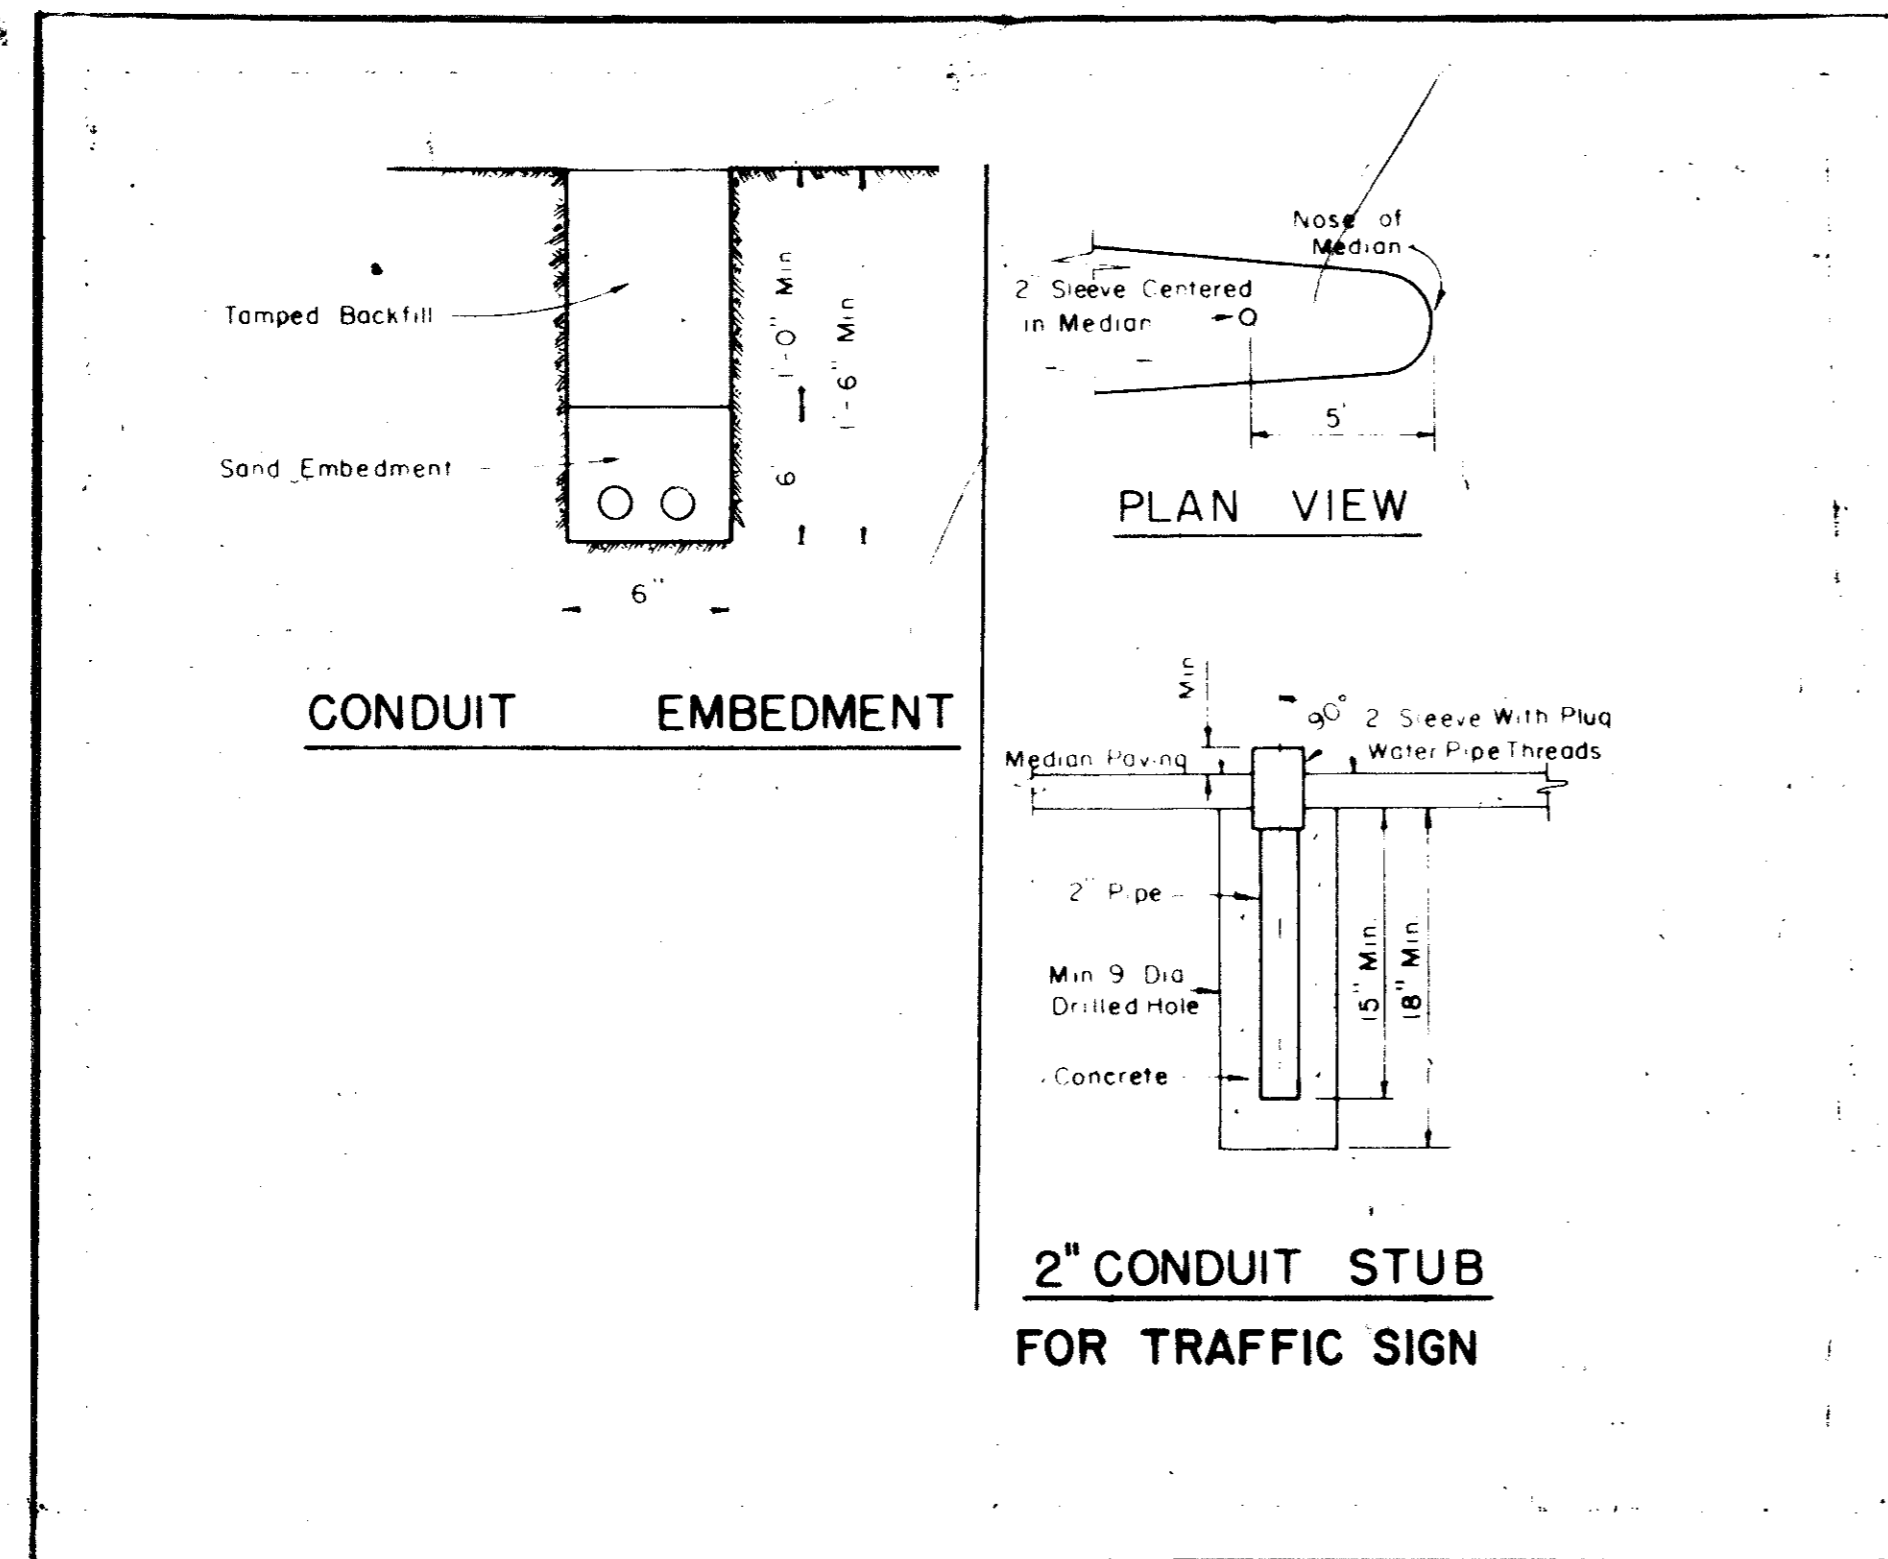 Tamped Backfill
Sand Embedment
1'-0" Min
1'-6" Min
6
6"
CONDUIT EMBEDMENT
Nose of
Median
2" Sleeve Centered
in Median
5'
PLAN VIEW
Min
90°
2 Sleeve With Plug
Water Pipe Threads
Median Paving
2" Pipe
Min 9 Dia
Drilled Hole
Concrete
15" Min.
18" Min.
2" CONDUIT STUB
FOR TRAFFIC SIGN